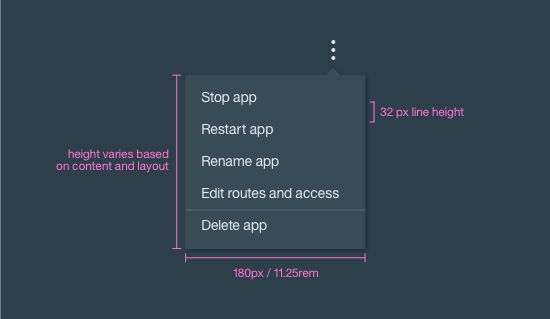 Stop app
32 px line height
Restart app
height varies based
on content and layout
Rename app
Edit routes and access
Delete app
180px / 11.25rem